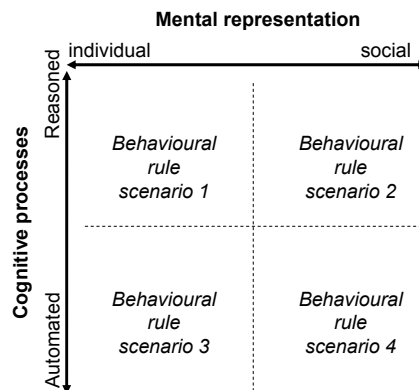 Mental representation
individual social
Cognitive processes
Reasoned
Automated
Behavioural Behavioural
rule rule
scenario 1 scenario 2
Behavioural Behavioural
rule rule
scenario 3 scenario 4